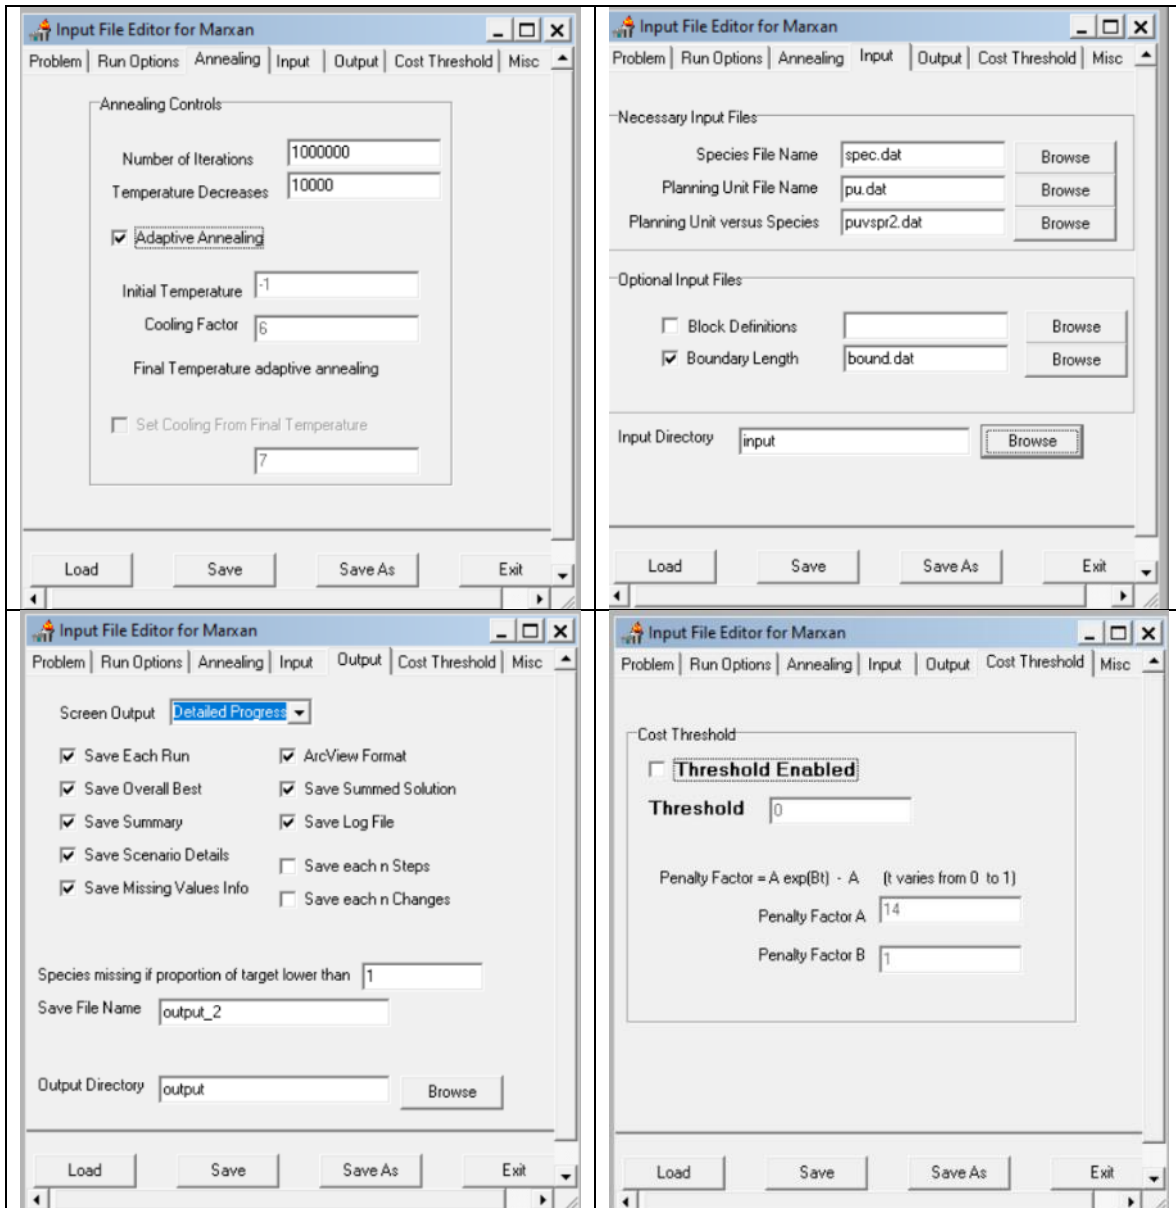 Input File Editor for Marxan
Problem Run Options Annealing Input Output Cost Threshold Misc
Annealing Controls
Number of Iterations 1000000
Temperature Decreases 10000
Adaptive Annealing
Initial Temperature -1
Cooling Factor 6
Final Temperature adaptive annealing
Set Cooling From Final Temperature
7
Load Save Save As Exit
Input File Editor for Marxan
Problem Run Options Annealing Input Output Cost Threshold Misc
Necessary Input Files
Species File Name spec.dat Browse
Planning Unit File Name pu.dat Browse
Planning Unit versus Species puvspr2.dat Browse
Optional Input Files
Block Definitions Browse
Boundary Length bound.dat Browse
Input Directory input Browse
Load Save Save As Exit
Input File Editor for Marxan
Problem Run Options Annealing Input Output Cost Threshold Misc
Screen Output Detailed Progress
Save Each Run ArcView Format
Save Overall Best Save Summed Solution
Save Summary Save Log File
Save Scenario Details Save each n Steps
Save Missing Values Info Save each n Changes
Species missing if proportion of target lower than 1
Save File Name output_2
Output Directory output Browse
Load Save Save As Exit
Input File Editor for Marxan
Problem Run Options Annealing Input Output Cost Threshold Misc
Cost Threshold
Threshold Enabled
Threshold 0
Penalty Factor = A exp(Bt) - A (t varies from 0 to 1)
Penalty Factor A 14
Penalty Factor B 1
Load Save Save As Exit